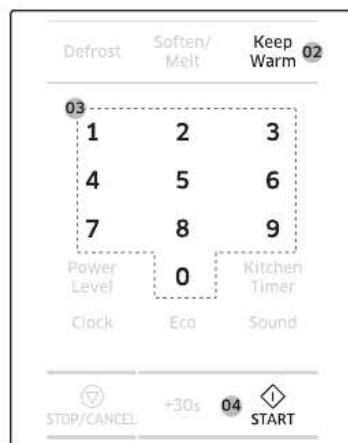 Defrost Soften/ Keep
Melt Warm 02
03
1 2 3
4 5 6
7 8 9
Power 0 Kitchen
Level Timer
Clock Eco Sound
STOP/CANCEL +30s 04 START